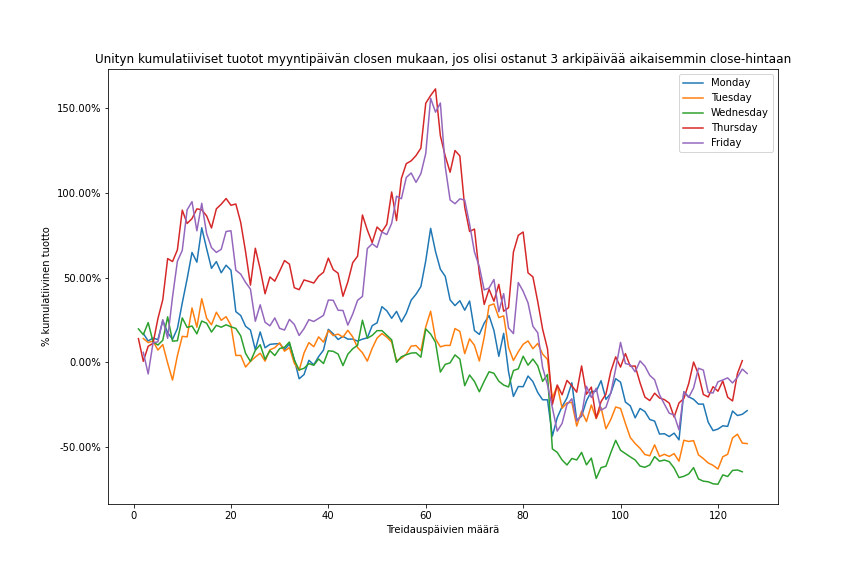 Unityn kumulatiiviset tuotot myyntipäivän closen mukaan, jos olisi ostanut 3 arkipäivää aikaisemmin close-hintaan
Monday
Tuesday
Wednesday
Thursday
Friday
% kumulatiivinen tuotto
150.00%
100.00%
50.00%
0.00%
-50.00%
0
20
40
60
80
100
120
Treidauspäivien määrä